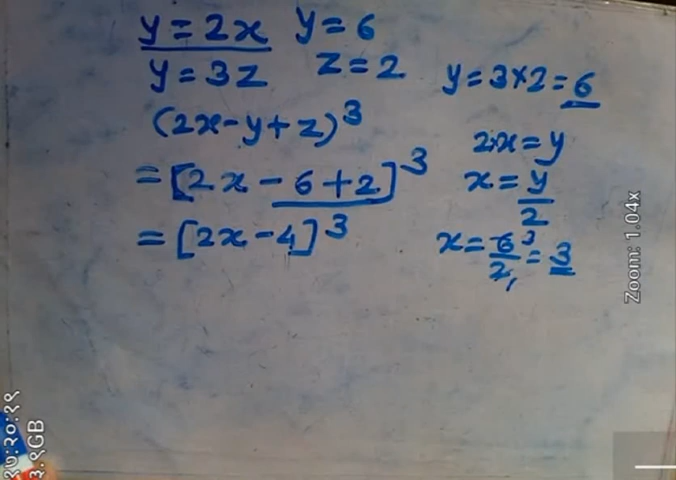 y = 2x y = 6
y = 3z z = 2
y = 3×2 = 6
(2x-y+z)³
2x = y
= [2x - 6 + 2]³
x = y/2
= [2x-4]³
x = 6/2 = 3
Zoom: 1.04x